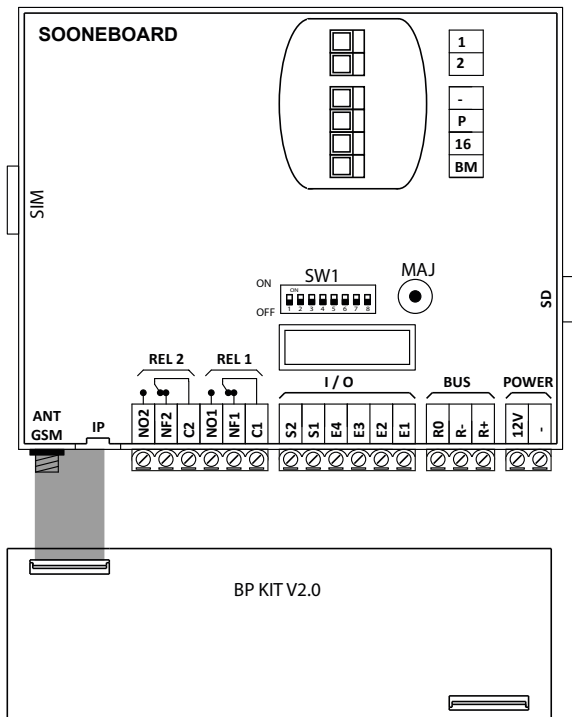 SOONEBOARD
1
2
-
P
16
BM
SIM
SW1
MAJ
ON
ON
OFF
1 2 3 4 5 6 7 8
SD
REL 2
REL 1
I / O
BUS
POWER
ANT
GSM
IP
NO2
NF2
C2
NO1
NF1
C1
S2
S1
E4
E3
E2
E1
R0
R-
R+
12V
-
BP KIT V2.0